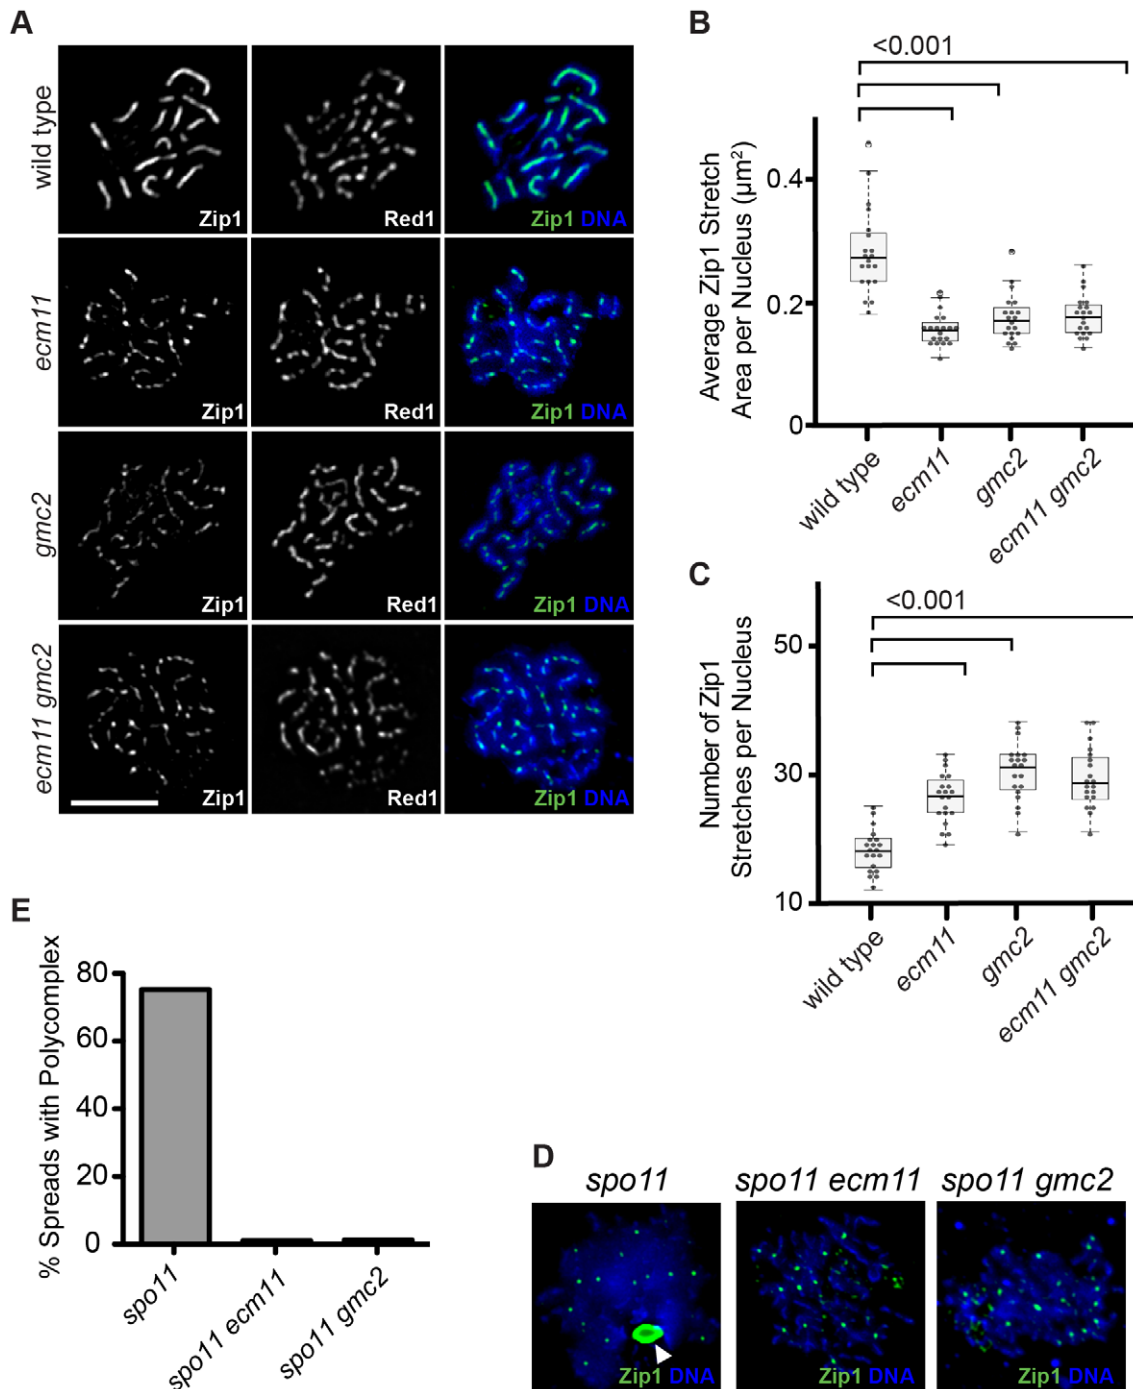 A
wild type
Zip1
Red1
Zip1 DNA
ecm11
Zip1
Red1
Zip1 DNA
gmc2
Zip1
Red1
Zip1 DNA
ecm11 gmc2
Zip1
Red1
Zip1 DNA
B
<0.001
Average Zip1 Stretch
Area per Nucleus (µm²)
0.4
0.2
0
wild type
ecm11
gmc2
ecm11 gmc2
C
<0.001
Number of Zip1
Stretches per Nucleus
50
30
10
wild type
ecm11
gmc2
ecm11 gmc2
E
% Spreads with Polycomplex
80
60
40
20
0
spo11
spo11 ecm11
spo11 gmc2
D
spo11
spo11 ecm11
spo11 gmc2
Zip1 DNA
Zip1 DNA
Zip1 DNA